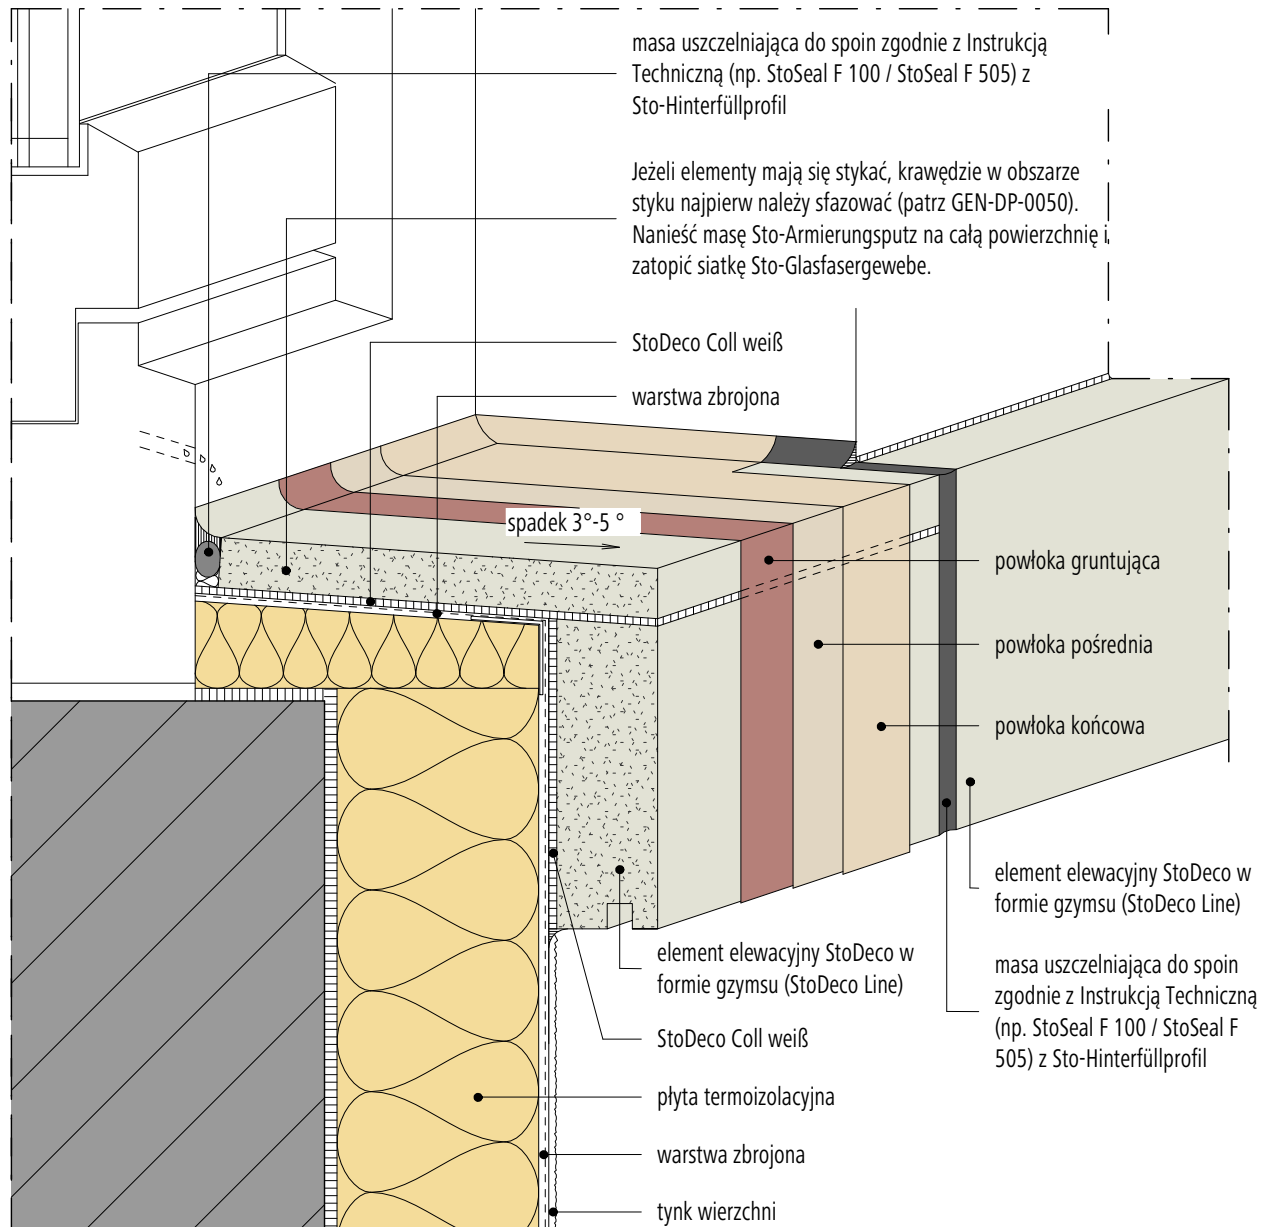 masa uszczelniająca do spoin zgodnie z Instrukcją
Techniczną (np. StoSeal F 100 / StoSeal F 505) z
Sto-Hinterfüllprofil
Jeżeli elementy mają się stykać, krawędzie w obszarze
styku najpierw należy sfazować (patrz GEN-DP-0050).
Nanieść masę Sto-Armierungsputz na całą powierzchnię i
zatopić siatkę Sto-Glasfasergewebe.
StoDeco Coll weiß
warstwa zbrojona
spadek 3°-5 °
powłoka gruntująca
powłoka pośrednia
powłoka końcowa
element elewacyjny StoDeco w
formie gzymsu (StoDeco Line)
masa uszczelniająca do spoin
zgodnie z Instrukcją Techniczną
(np. StoSeal F 100 / StoSeal F
505) z Sto-Hinterfüllprofil
element elewacyjny StoDeco w
formie gzymsu (StoDeco Line)
StoDeco Coll weiß
płyta termoizolacyjna
warstwa zbrojona
tynk wierzchni